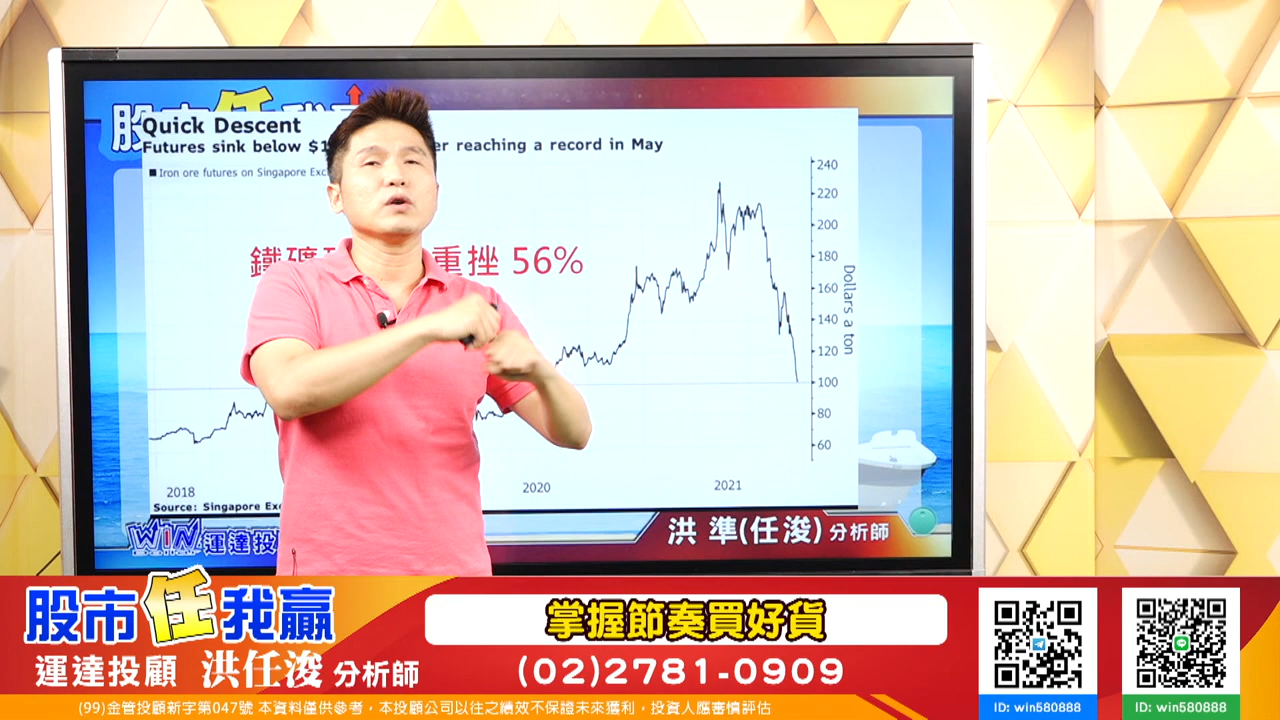 股市任我
Quick Descent
Futures sink below $1 er reaching a record in May
Iron ore futures on Singapore Exc
240
220
200
180
160
140
120
100
80
60
Dollars a ton
鐵礦 重挫 56%
2018
2020
2021
Source: Singapore Exc
WIN
運達投
洪 準(任浚) 分析師
股市任我贏
運達投顧 洪任浚 分析師
掌握節奏買好貨
(02)2781-0909
ID: win580888
ID: win580888
(99)金管投顧新字第047號 本資料僅供參考，本投顧公司以往之績效不保證未來獲利，投資人應審慎評估